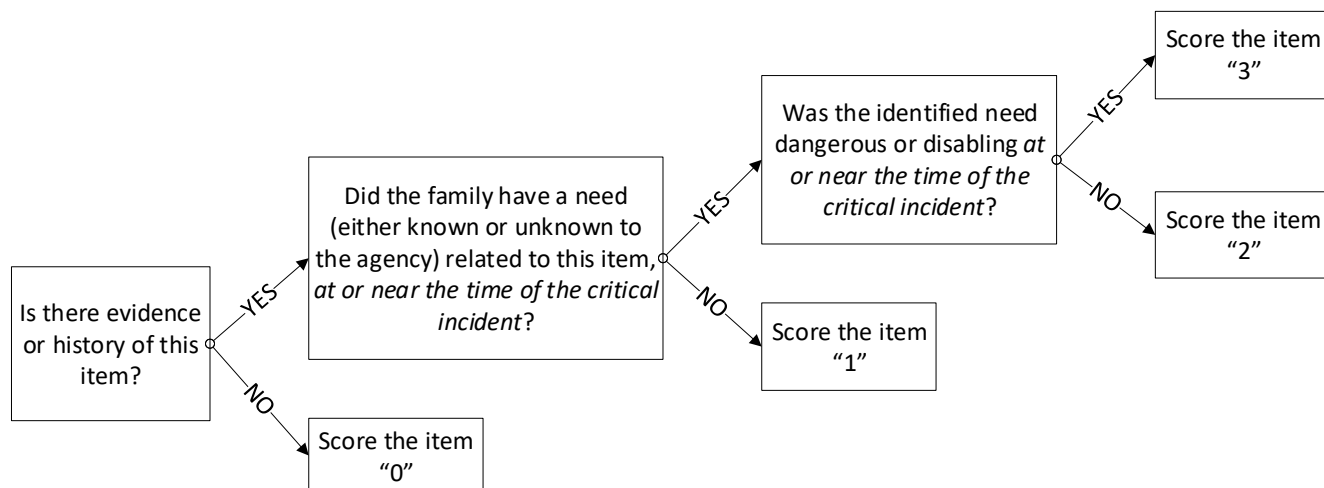 Is there evidence
or history of this
item?
YES
NO
Score the item
“0”
Did the family have a need
(either known or unknown to
the agency) related to this item,
at or near the time of the critical
incident?
YES
NO
Score the item
“1”
Was the identified need
dangerous or disabling at
or near the time of the
critical incident?
YES
NO
Score the item
“3”
Score the item
“2”